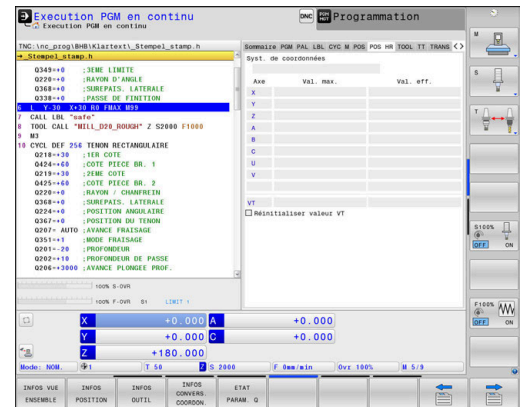 Execution PGM en continu
Execution PGM en continu
DNC
Programmation
TNC:\nc_prog\BHB\Klartext\_Stempel_stamp.h
→_Stempel_stamp.h
Q349=+0 ;3EME LIMITE
Q220=+0 ;RAYON D'ANGLE
Q368=+0 ;SUREPAIS. LATERALE
Q338=+0 ;PASSE DE FINITION
6 L Y-30 X+30 R0 FMAX M99
7 CALL LBL "safe"
8 TOOL CALL "MILL_D20_ROUGH" Z S2000 F1000
9 M3
10 CYCL DEF 256 TENON RECTANGULAIRE
Q218=+30 ;1ER COTE
Q424=+60 ;COTE PIECE BR. 1
Q219=+30 ;2EME COTE
Q425=+60 ;COTE PIECE BR. 2
Q220=+0 ;RAYON / CHANFREIN
Q368=+0 ;SUREPAIS. LATERALE
Q224=+0 ;POSITION ANGULAIRE
Q367=+0 ;POSITION DU TENON
Q207= AUTO ;AVANCE FRAISAGE
Q351=+1 ;MODE FRAISAGE
Q201=-20 ;PROFONDEUR
Q202=+10 ;PROFONDEUR DE PASSE
Q206=+3000 ;AVANCE PLONGEE PROF.
100% S-OVR
100% F-OVR S1 LIMIT 1
Sommaire PGM PAL LBL CYC M POS POS HR TOOL TT TRANS
Syst. de coordonnées
Axe Val. max. Val. eff.
X
Y
Z
A
B
C
U
V
VT
Réinitialiser valeur VT
X +0.000 A +0.000
Y +0.000 C +0.000
Z +180.000
Mode: NOM. 1 T 50 Z S 2000 F 0mm/min Ovr 100% M 5/9
M
S
T
S100%
OFF ON
F100%
OFF ON
INFOS VUE ENSEMBLE
INFOS POSITION
INFOS OUTIL
INFOS CONVERS. COORDON.
ETAT PARAM. Q